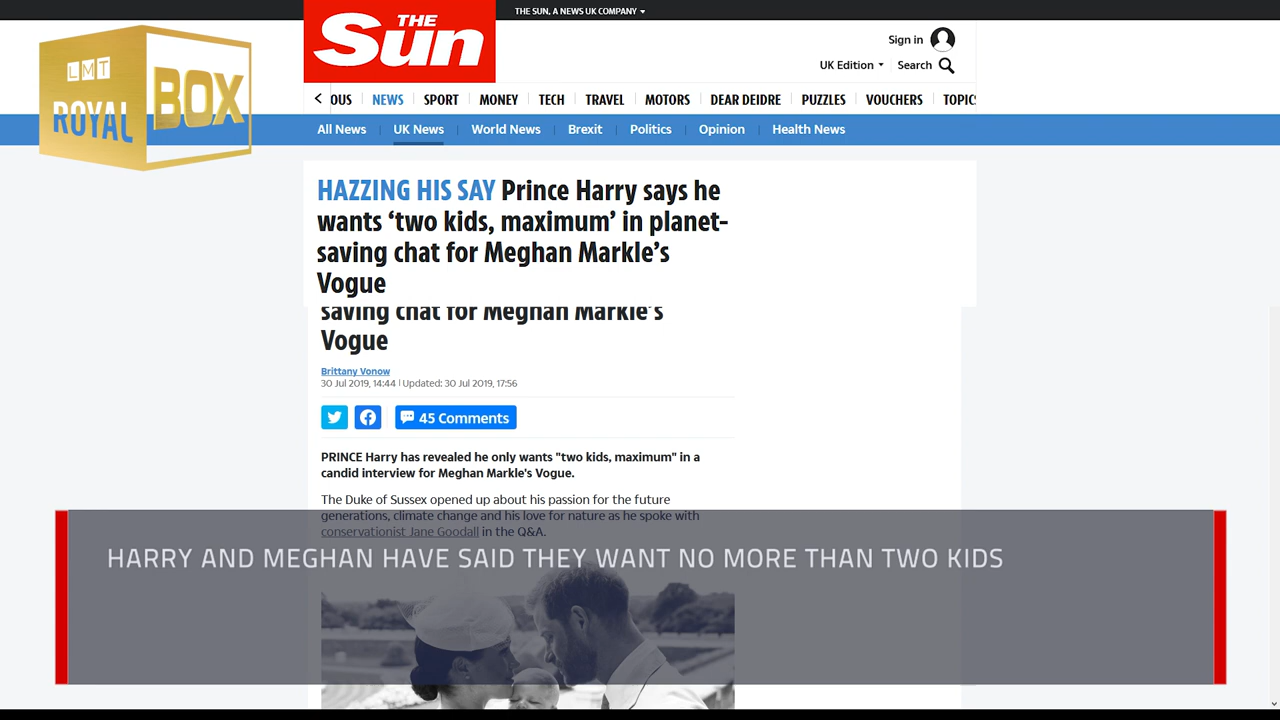 THE SUN, A NEWS UK COMPANY
THE
Sun
LMT
ROYAL
BOX
Sign in
UK Edition
Search
OUS NEWS SPORT MONEY TECH TRAVEL MOTORS DEAR DEIDRE PUZZLES VOUCHERS TOPICS
All News UK News World News Brexit Politics Opinion Health News
HAZZING HIS SAY Prince Harry says he
wants ‘two kids, maximum’ in planet-
saving chat for Meghan Markle’s
Vogue
saving chat for Meghan Markle’s
Vogue
Brittany Vonow
30 Jul 2019, 14:44 | Updated: 30 Jul 2019, 17:56
45 Comments
PRINCE Harry has revealed he only wants "two kids, maximum" in a
candid interview for Meghan Markle's Vogue.
The Duke of Sussex opened up about his passion for the future
generations, climate change and his love for nature as he spoke with
conservationist Jane Goodall in the Q&A.
HARRY AND MEGHAN HAVE SAID THEY WANT NO MORE THAN TWO KIDS